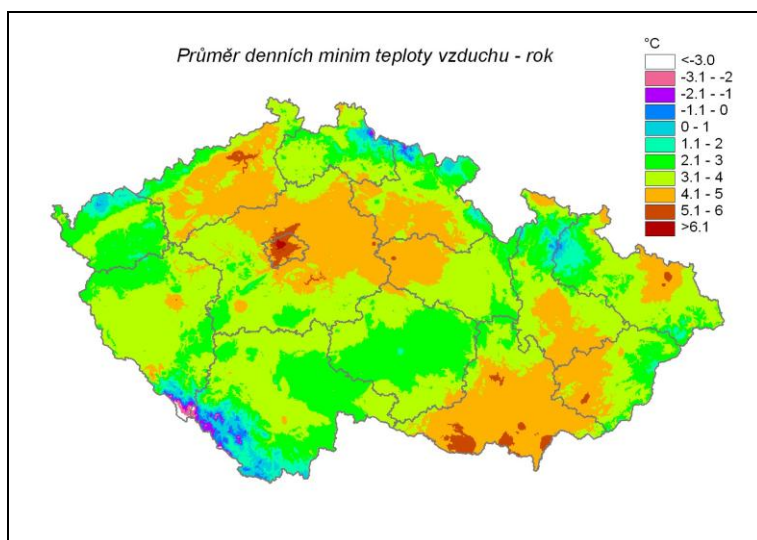 °C
Průměr denních minim teploty vzduchu - rok
<-3.0
-3.1 - -2
-2.1 - -1
-1.1 - 0
0 - 1
1.1 - 2
2.1 - 3
3.1 - 4
4.1 - 5
5.1 - 6
>6.1